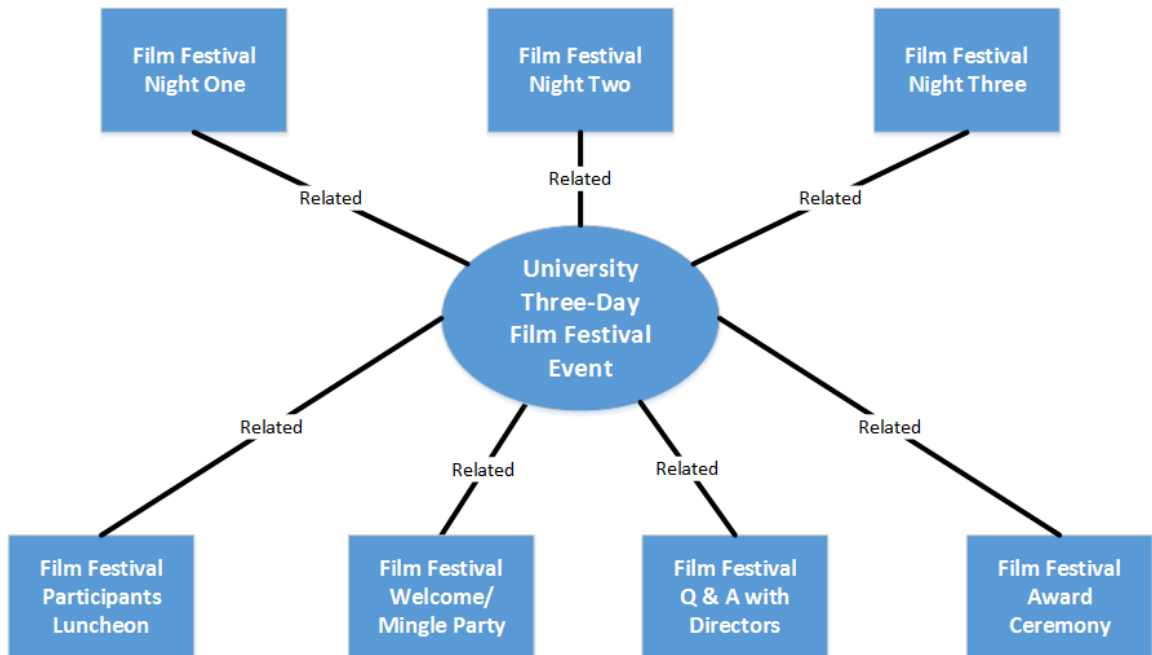 Film Festival
Night One
Film Festival
Night Two
Film Festival
Night Three
Related
Related
Related
University
Three-Day
Film Festival
Event
Related
Related
Related
Related
Film Festival
Participants
Luncheon
Film Festival
Welcome/
Mingle Party
Film Festival
Q & A with
Directors
Film Festival
Award
Ceremony